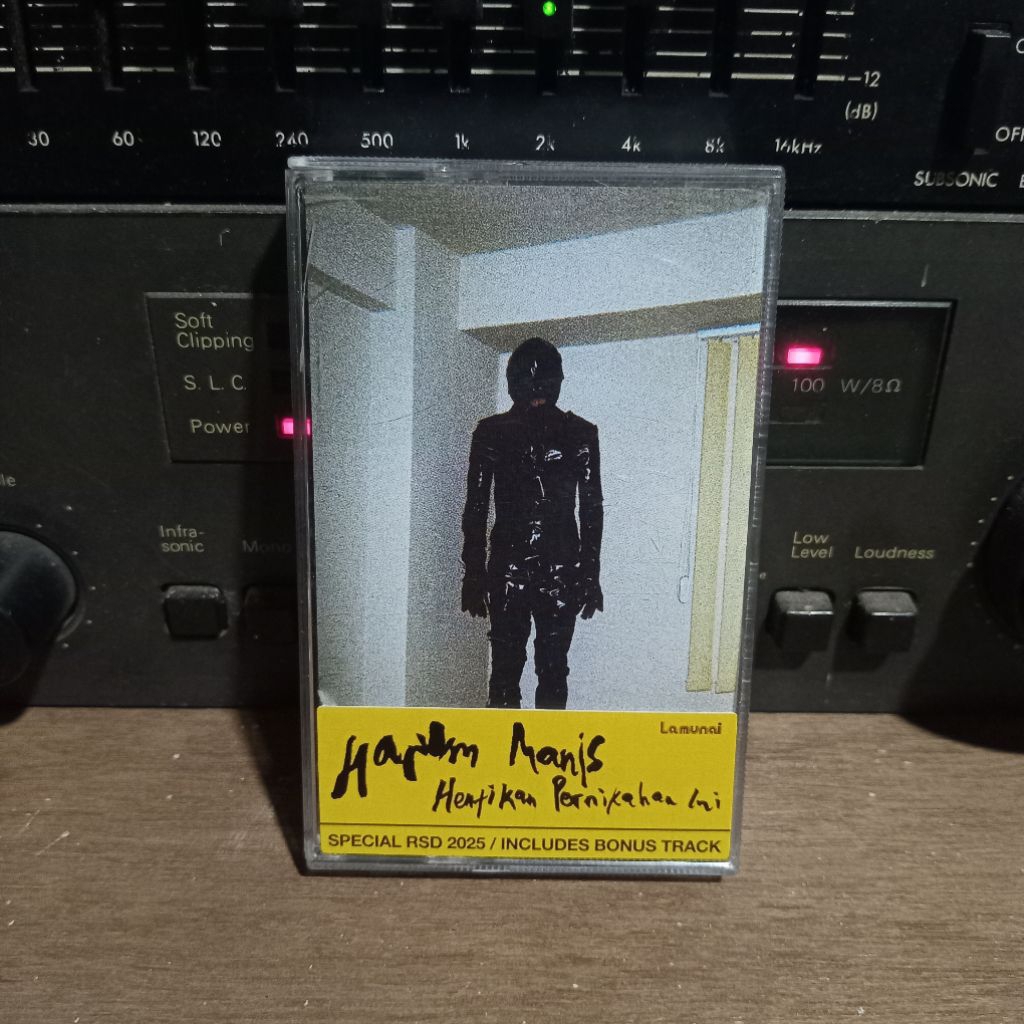 -12
(dB)
30 60 120 240 500 1k 2k 4k 8k 16kHz
SUBSONIC
Soft
Clipping
S. L. C.
Power
100 W/8Ω
Infra-
sonic
Mono
Low
Level
Loudness
Lamunai
Harum Manis
Hentikan Pernikahan Ini
SPECIAL RSD 2025 / INCLUDES BONUS TRACK